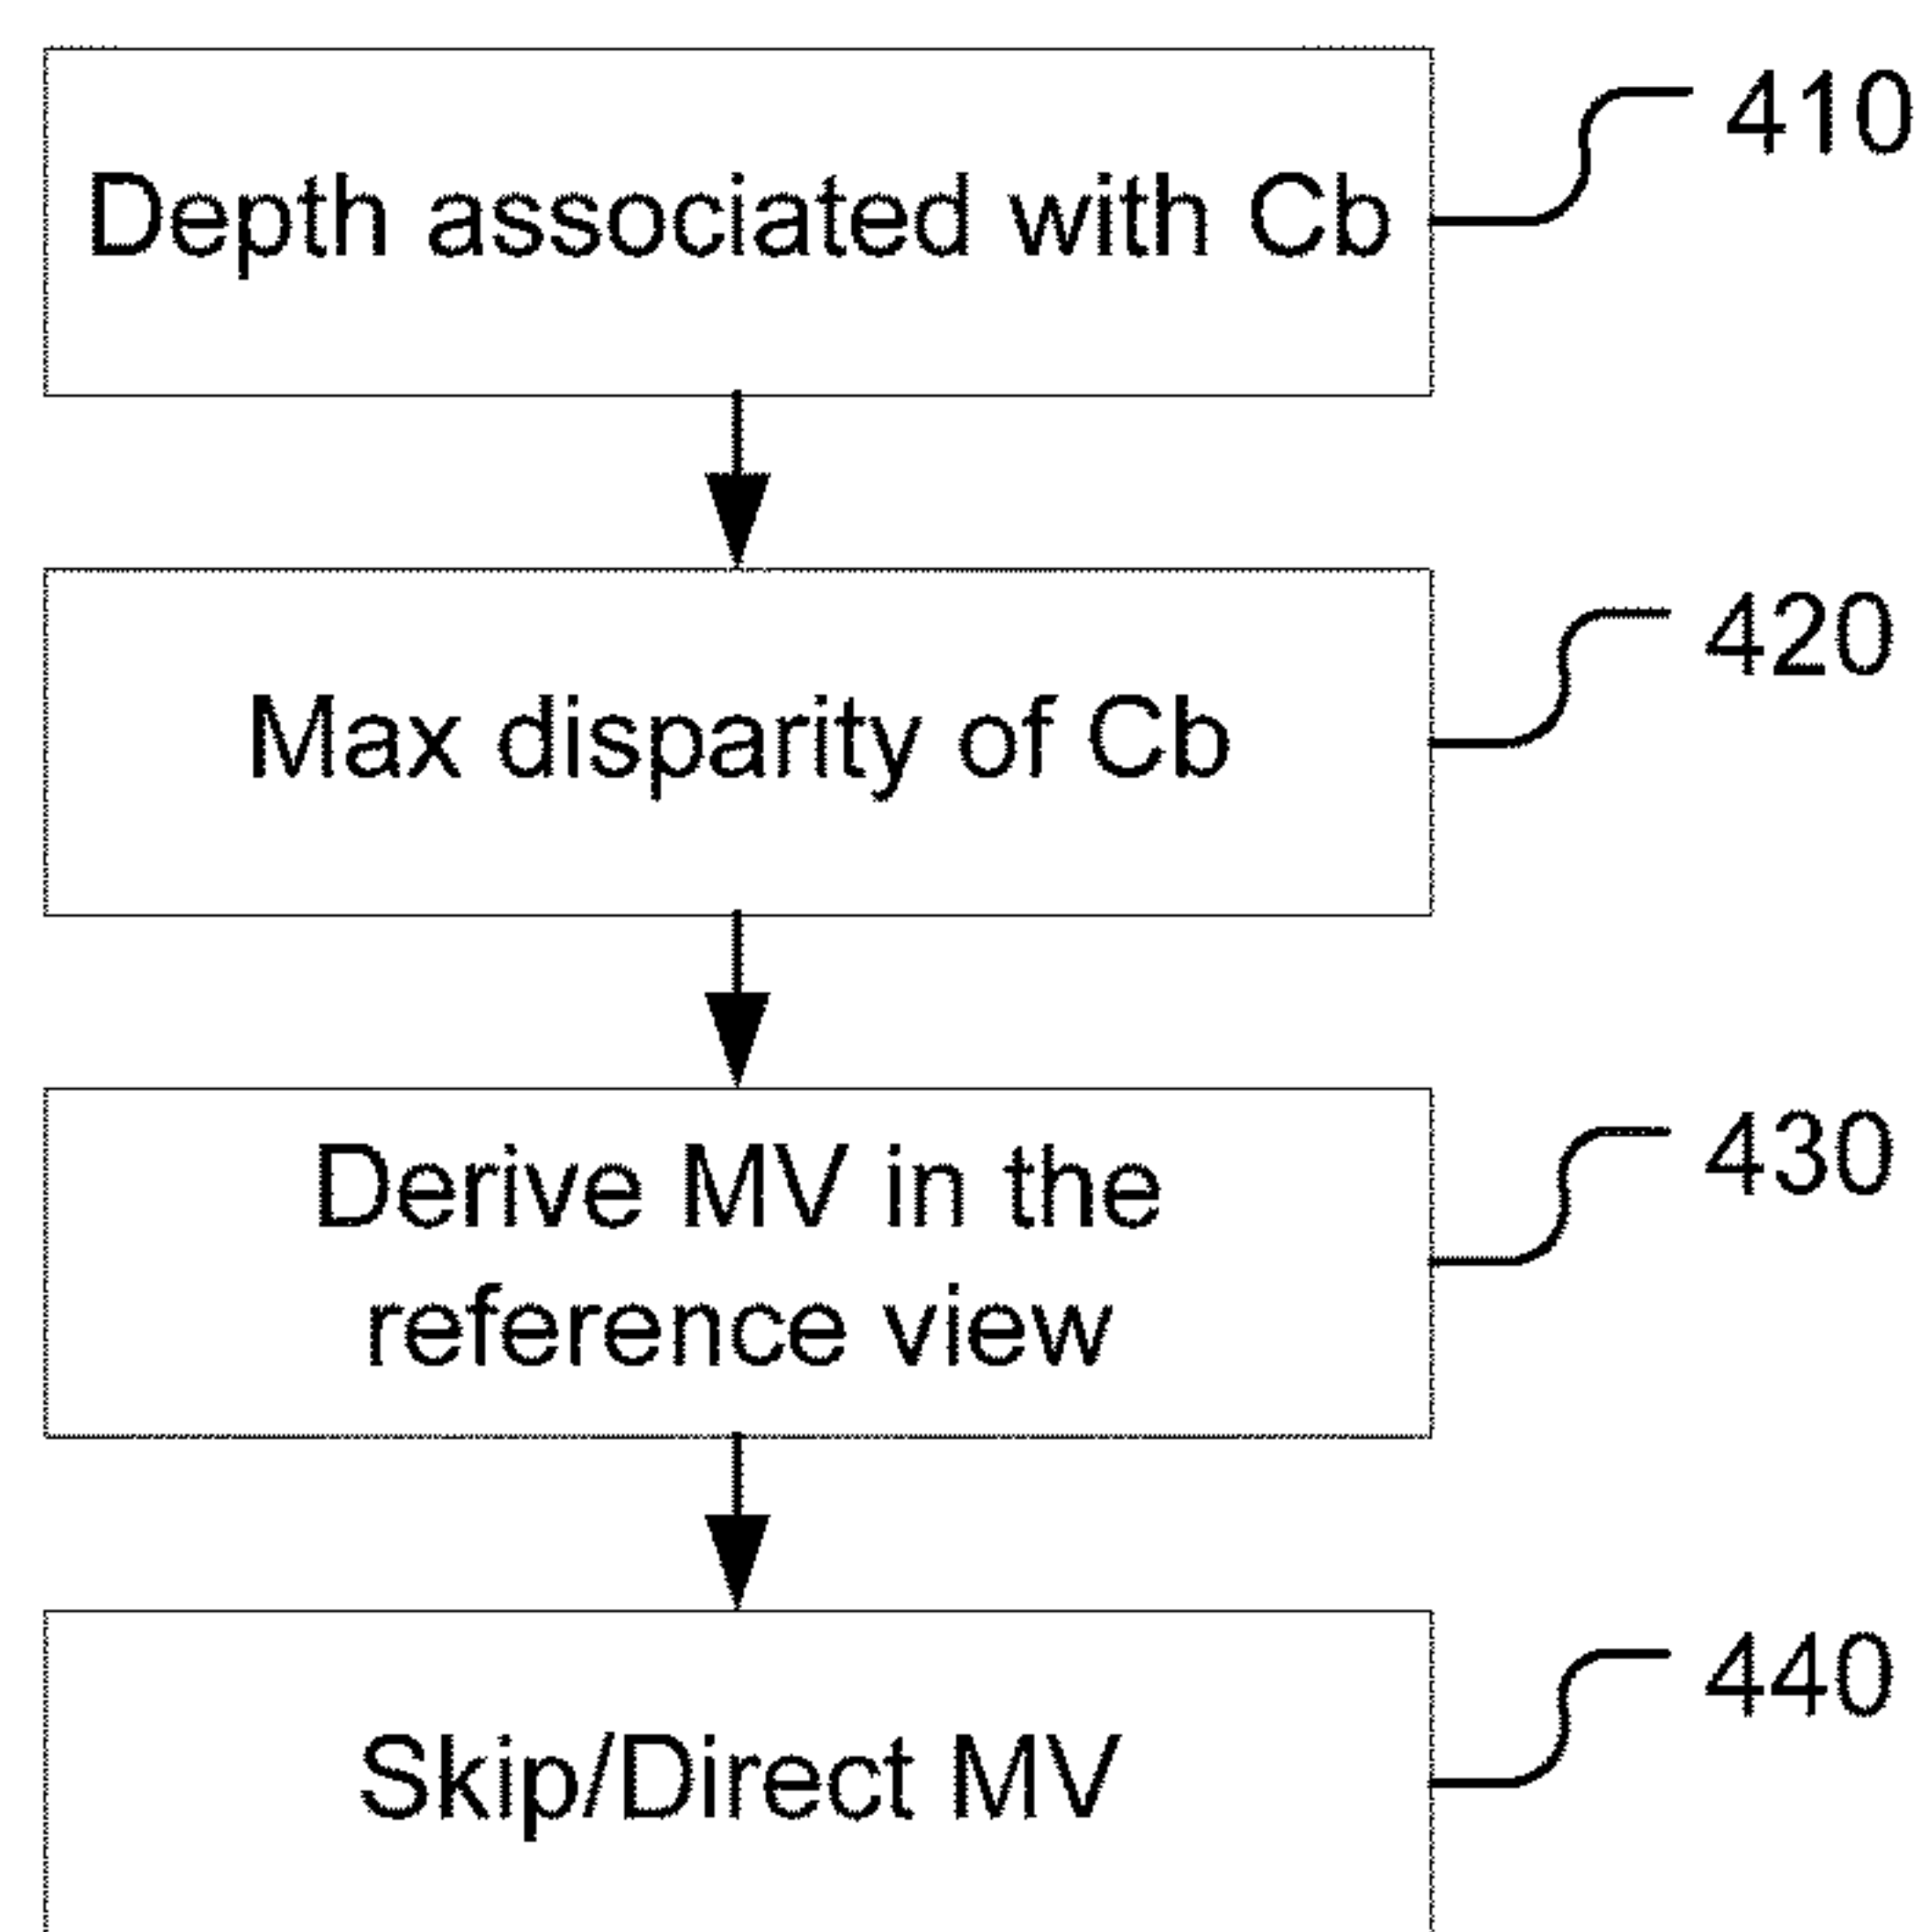 410
Depth associated with Cb
420
Max disparity of Cb
430
Derive MV in the
reference view
440
Skip/Direct MV